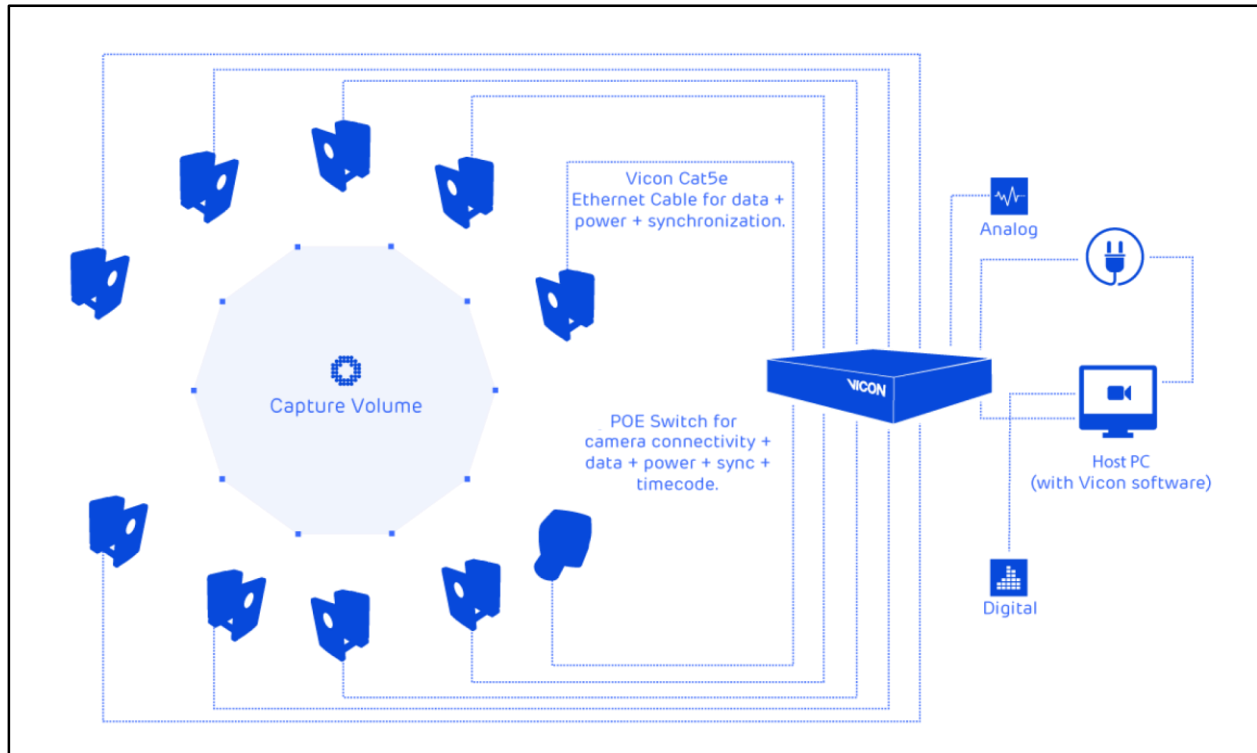 Vicon Cat5e
Ethernet Cable for data +
power + synchronization.
Analog
VICON
Capture Volume
POE Switch for
camera connectivity +
data + power + sync +
timecode.
Host PC
(with Vicon software)
Digital